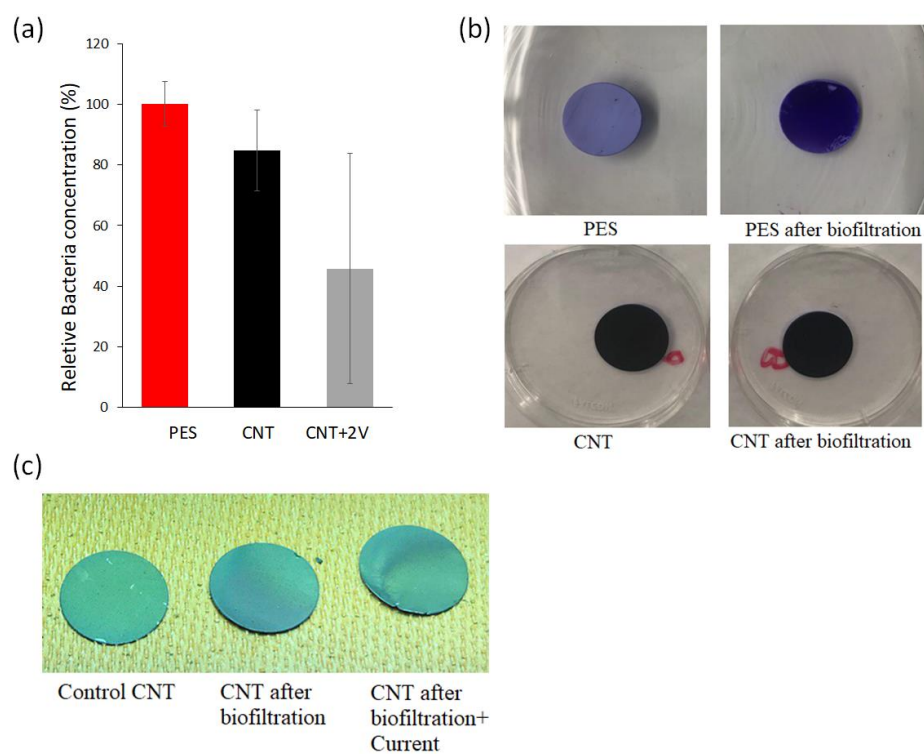 (a)
Reletive Bacteria concentration (%)
120
100
80
60
40
20
0
PES CNT CNT+2V
(b)
PES
PES after biofiltration
CNT
CNT after biofiltration
(c)
Control CNT
CNT after
biofiltration
CNT after
biofiltration+
Current